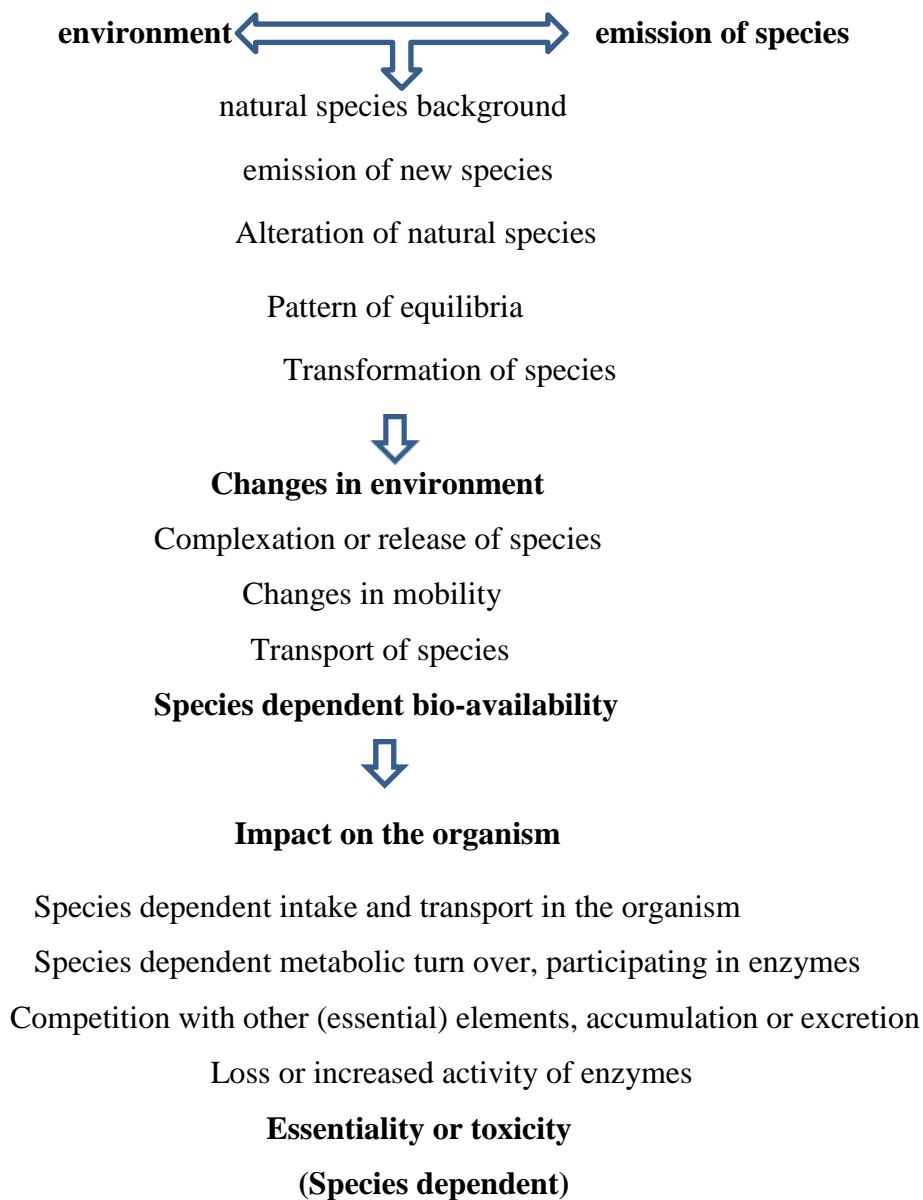 environment emission of species
natural species background
emission of new species
Alteration of natural species
Pattern of equilibria
Transformation of species
Changes in environment
Complexation or release of species
Changes in mobility
Transport of species
Species dependent bio-availability
Impact on the organism
Species dependent intake and transport in the organism
Species dependent metabolic turn over, participating in enzymes
Competition with other (essential) elements, accumulation or excretion
Loss or increased activity of enzymes
Essentiality or toxicity
(Species dependent)